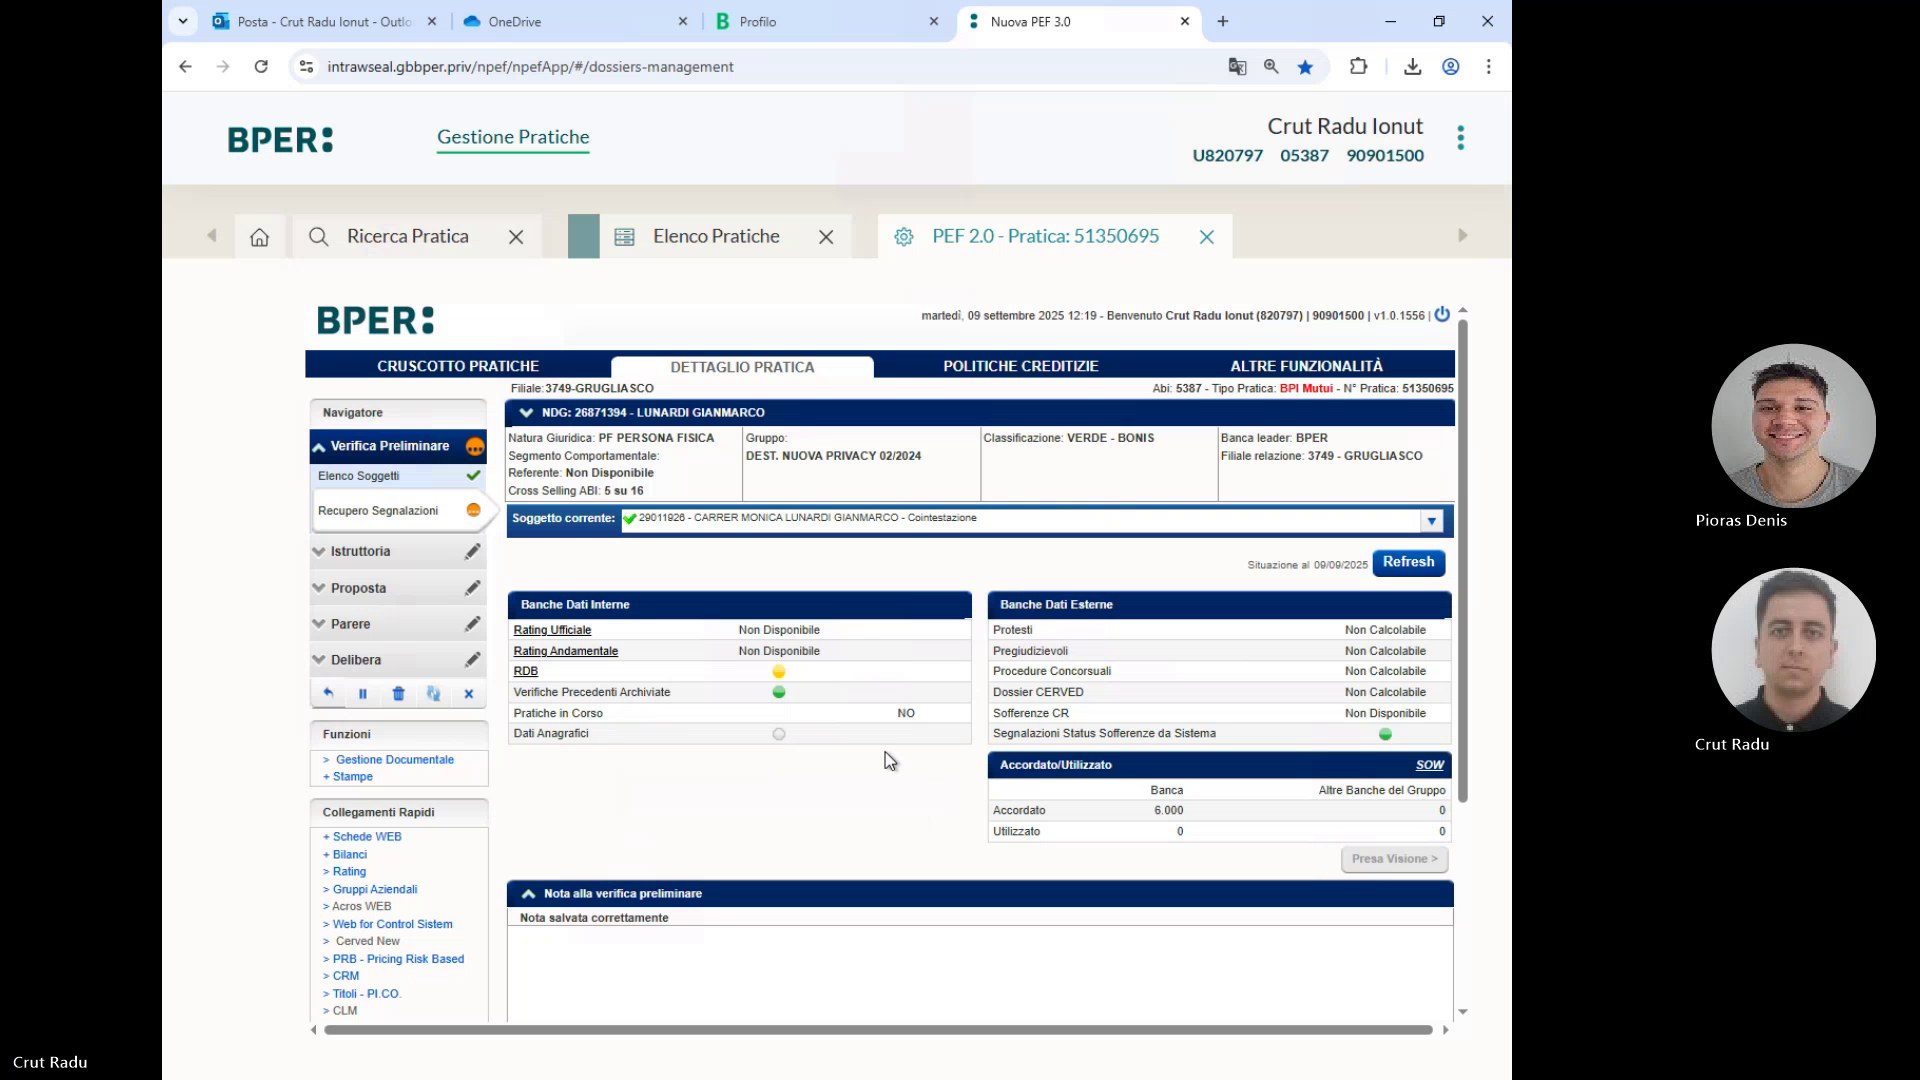 Posta - Crut Radu Ionut - Outlo
OneDrive
Profilo
Nuova PEF 3.0
intrawseal.gbbper.priv/npef/npefApp/#/dossiers-management
BPER:
Gestione Pratiche
Crut Radu Ionut
U820797 05387 90901500
Ricerca Pratica
Elenco Pratiche
PEF 2.0 - Pratica: 51350695
BPER:
martedì, 09 settembre 2025 12:19 - Benvenuto Crut Radu Ionut (820797) | 90901500 | v1.0.1556 |
CRUSCOTTO PRATICHE
DETTAGLIO PRATICA
POLITICHE CREDITIZIE
ALTRE FUNZIONALITÀ
Filiale:3749-GRUGLIASCO
Abi: 5387 - Tipo Pratica: BPI Mutui - N° Pratica: 51350695
Navigatore
Verifica Preliminare
Elenco Soggetti
Recupero Segnalazioni
Istruttoria
Proposta
Parere
Delibera
Funzioni
> Gestione Documentale
+ Stampe
Collegamenti Rapidi
+ Schede WEB
+ Bilanci
> Rating
> Gruppi Aziendali
> Acros WEB
> Web for Control Sistem
> Cerved New
> PRB - Pricing Risk Based
> CRM
> Titoli - PI.CO.
> CLM
NDG: 26871394 - LUNARDI GIANMARCO
Natura Giuridica: PF PERSONA FISICA
Segmento Comportamentale:
Referente: Non Disponibile
Cross Selling ABI: 5 su 16
Gruppo:
DEST. NUOVA PRIVACY 02/2024
Classificazione: VERDE - BONIS
Banca leader: BPER
Filiale relazione: 3749 - GRUGLIASCO
Soggetto corrente: 29011926 - CARRER MONICA LUNARDI GIANMARCO - Cointestazione
Situazione al 09/09/2025
Refresh
Banche Dati Interne
Rating Ufficiale Non Disponibile
Rating Andamentale Non Disponibile
RDB
Verifiche Precedenti Archiviate
Pratiche in Corso NO
Dati Anagrafici
Banche Dati Esterne
Protesti Non Calcolabile
Pregiudizievoli Non Calcolabile
Procedure Concorsuali Non Calcolabile
Dossier CERVED Non Calcolabile
Sofferenze CR Non Disponibile
Segnalazioni Status Sofferenze da Sistema
Accordato/Utilizzato SOW
Banca Altre Banche del Gruppo
Accordato 6.000 0
Utilizzato 0 0
Presa Visione >
Nota alla verifica preliminare
Nota salvata correttamente
Pioras Denis
Crut Radu
Crut Radu